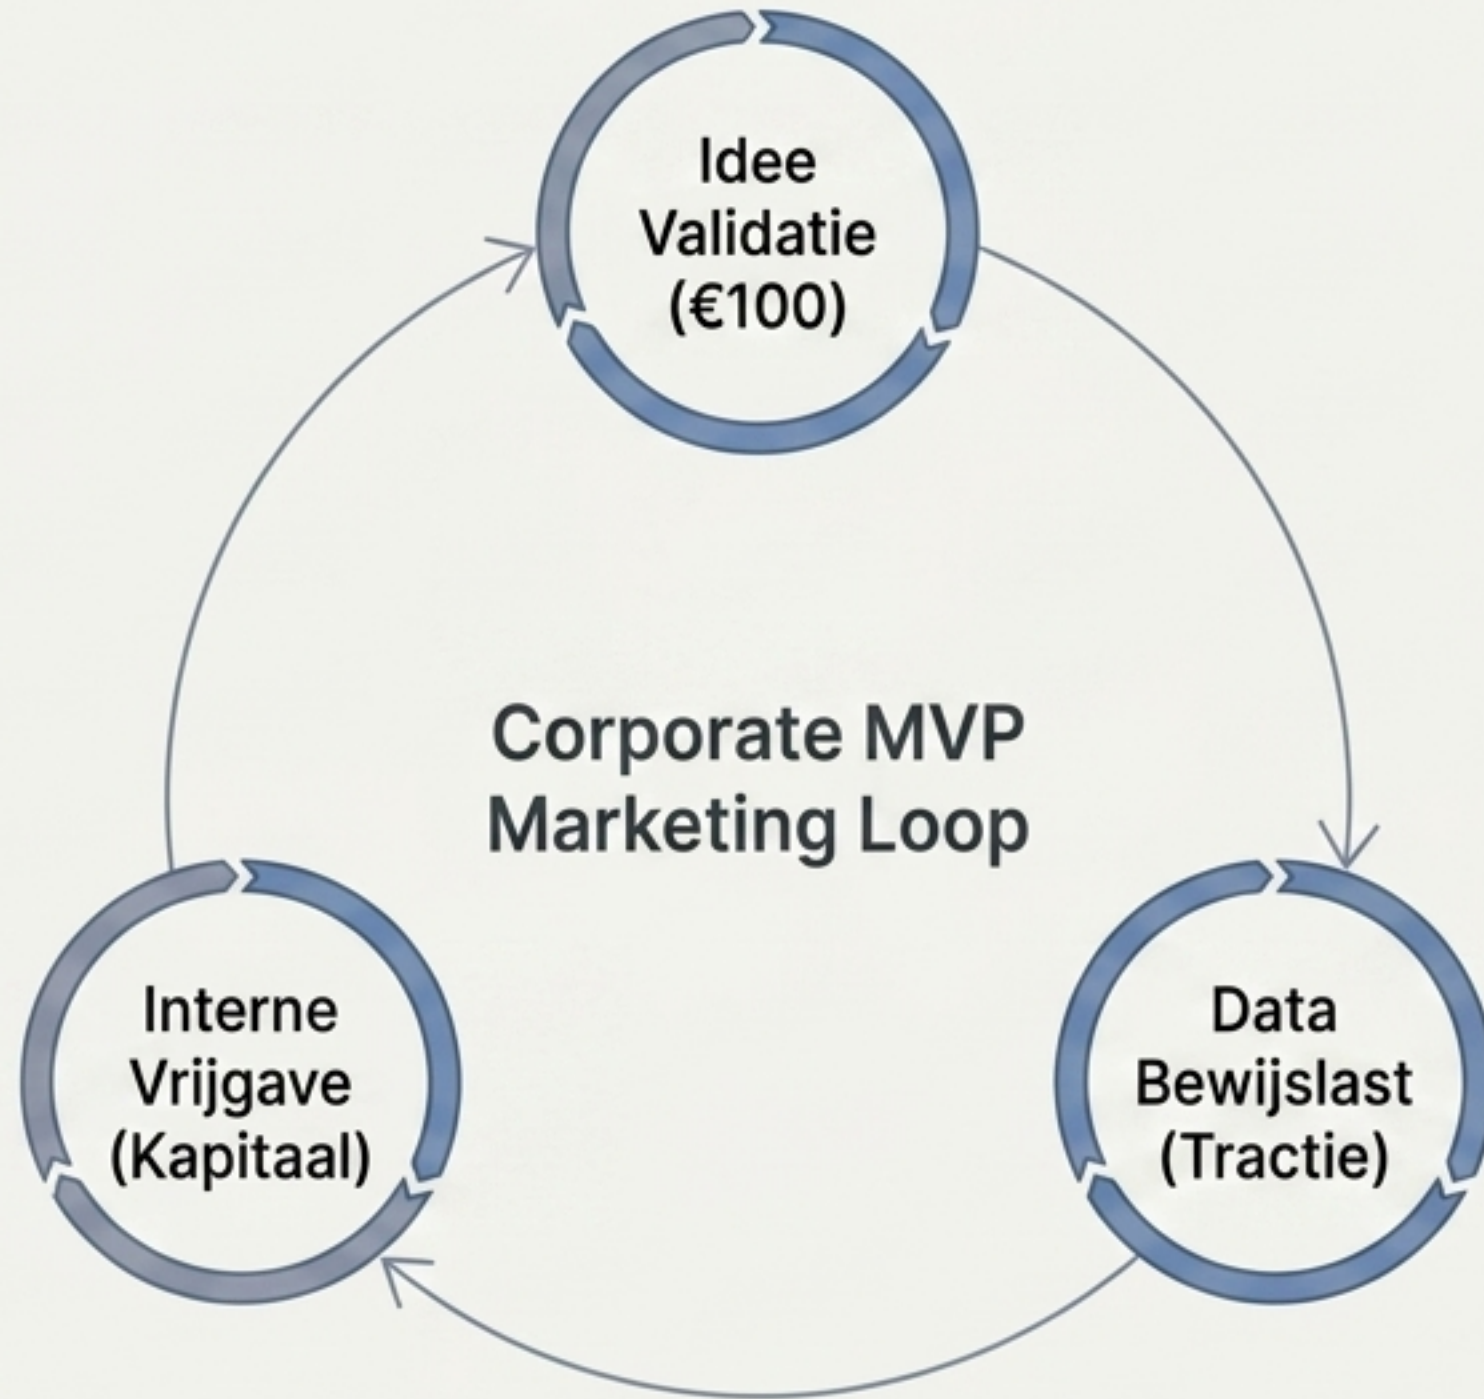 Idee
Validatie
(€100)
Corporate MVP
Marketing Loop
Interne
Vrijgave
(Kapitaal)
Data
Bewijslast
(Tractie)